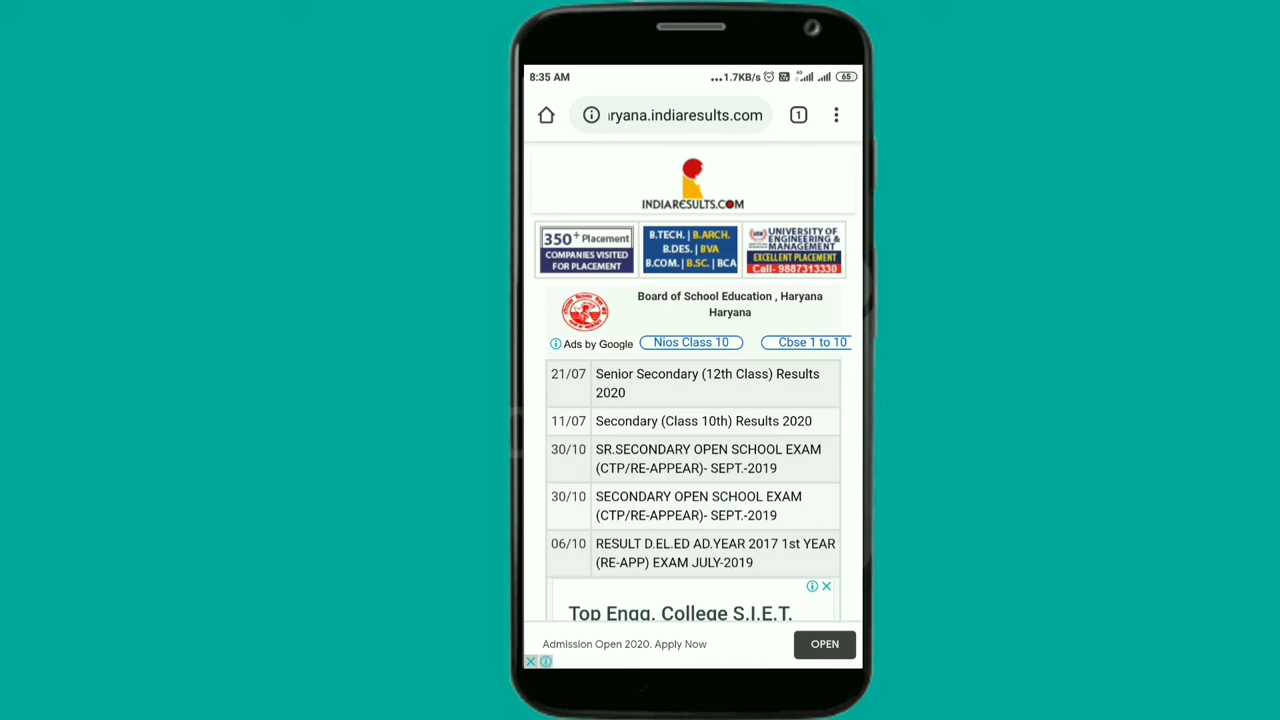 8:35 AM
...1.7KB/s
4G
65
ryana.indiaresults.com
1
INDIARESULTS.COM
350+ Placement
COMPANIES VISITED
FOR PLACEMENT
B.TECH. | B.ARCH.
B.DES. | BVA
B.COM. | B.SC. | BCA
UEM
UNIVERSITY OF
ENGINEERING &
MANAGEMENT
EXCELLENT PLACEMENT
Call- 9887313330
Board of School Education , Haryana
Haryana
Ads by Google
Nios Class 10
Cbse 1 to 10
21/07 Senior Secondary (12th Class) Results
2020
11/07 Secondary (Class 10th) Results 2020
30/10 SR.SECONDARY OPEN SCHOOL EXAM
(CTP/RE-APPEAR)- SEPT.-2019
30/10 SECONDARY OPEN SCHOOL EXAM
(CTP/RE-APPEAR)- SEPT.-2019
06/10 RESULT D.EL.ED AD.YEAR 2017 1st YEAR
(RE-APP) EXAM JULY-2019
Top Engg. College S.I.E.T.
Admission Open 2020. Apply Now
OPEN